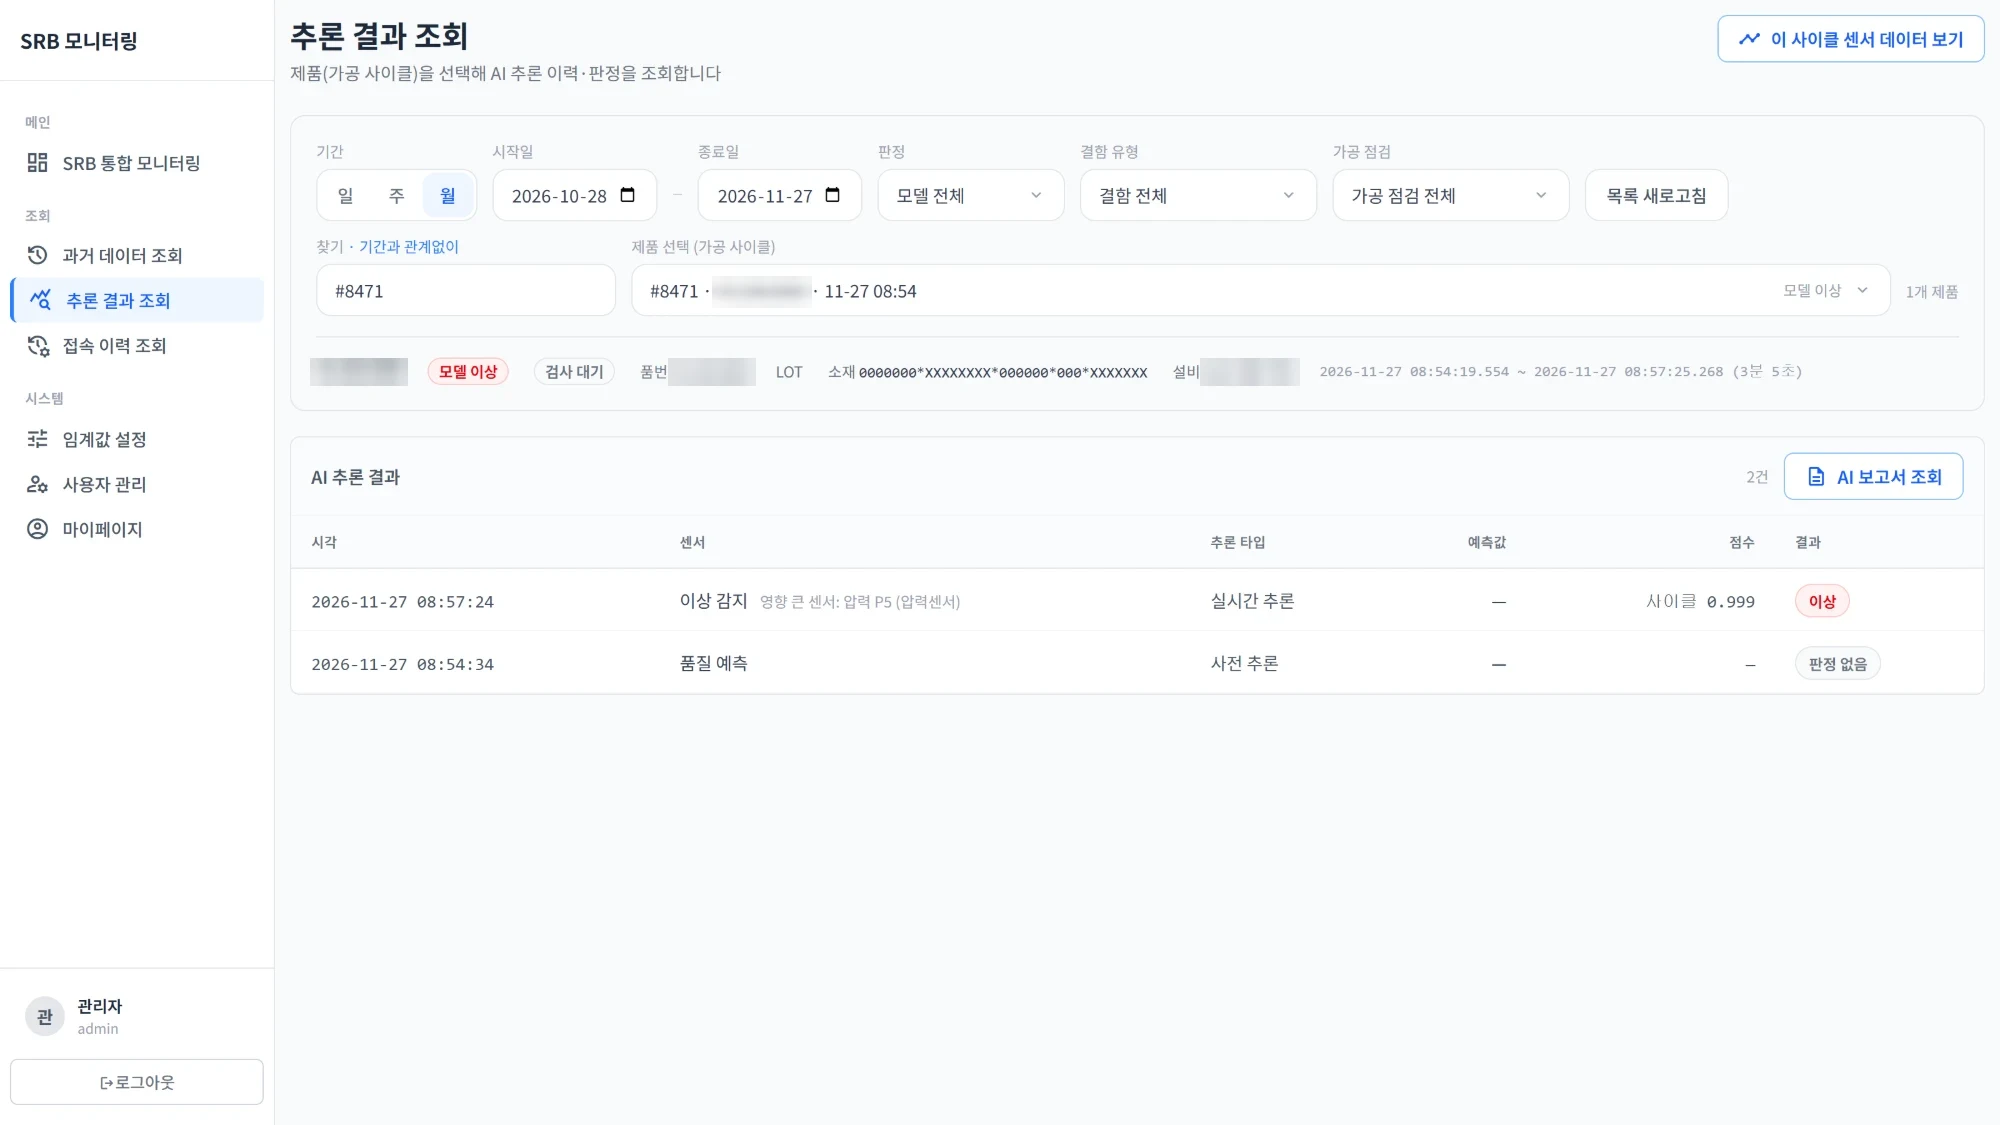 SRB 모니터링
메인
SRB 통합 모니터링
조회
과거 데이터 조회
추론 결과 조회
접속 이력 조회
시스템
임계값 설정
사용자 관리
마이페이지
관 관리자
admin
로그아웃
추론 결과 조회
제품(가공 사이클)을 선택해 AI 추론 이력·판정을 조회합니다
이 사이클 센서 데이터 보기
기간 시작일 종료일 판정 결함 유형 가공 점검
일 주 월 2026-10-28 – 2026-11-27 모델 전체 결함 전체 가공 점검 전체 목록 새로고침
찾기 · 기간과 관계없이 제품 선택 (가공 사이클)
#8471 #8471 · · 11-27 08:54 모델 이상 1개 제품
모델 이상 검사 대기 품번 LOT 소재 0000000*XXXXXXXX*000000*000*XXXXXXX 설비 2026-11-27 08:54:19.554 ~ 2026-11-27 08:57:25.268 (3분 5초)
AI 추론 결과 2건 AI 보고서 조회
시각 센서 추론 타입 예측값 점수 결과
2026-11-27 08:57:24 이상 감지 영향 큰 센서: 압력 P5 (압력센서) 실시간 추론 — 사이클 0.999 이상
2026-11-27 08:54:34 품질 예측 사전 추론 — – 판정 없음